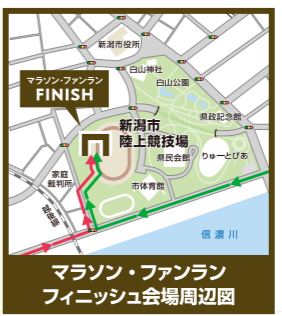 新潟市役所
白山神社
白山公園
マラソン・ファンラン
FINISH
県政記念館
新潟市
陸上競技場
県民会館
りゅーとぴあ
家庭
裁判所
市体育館
信濃川
マラソン・ファンラン
フィニッシュ会場周辺図